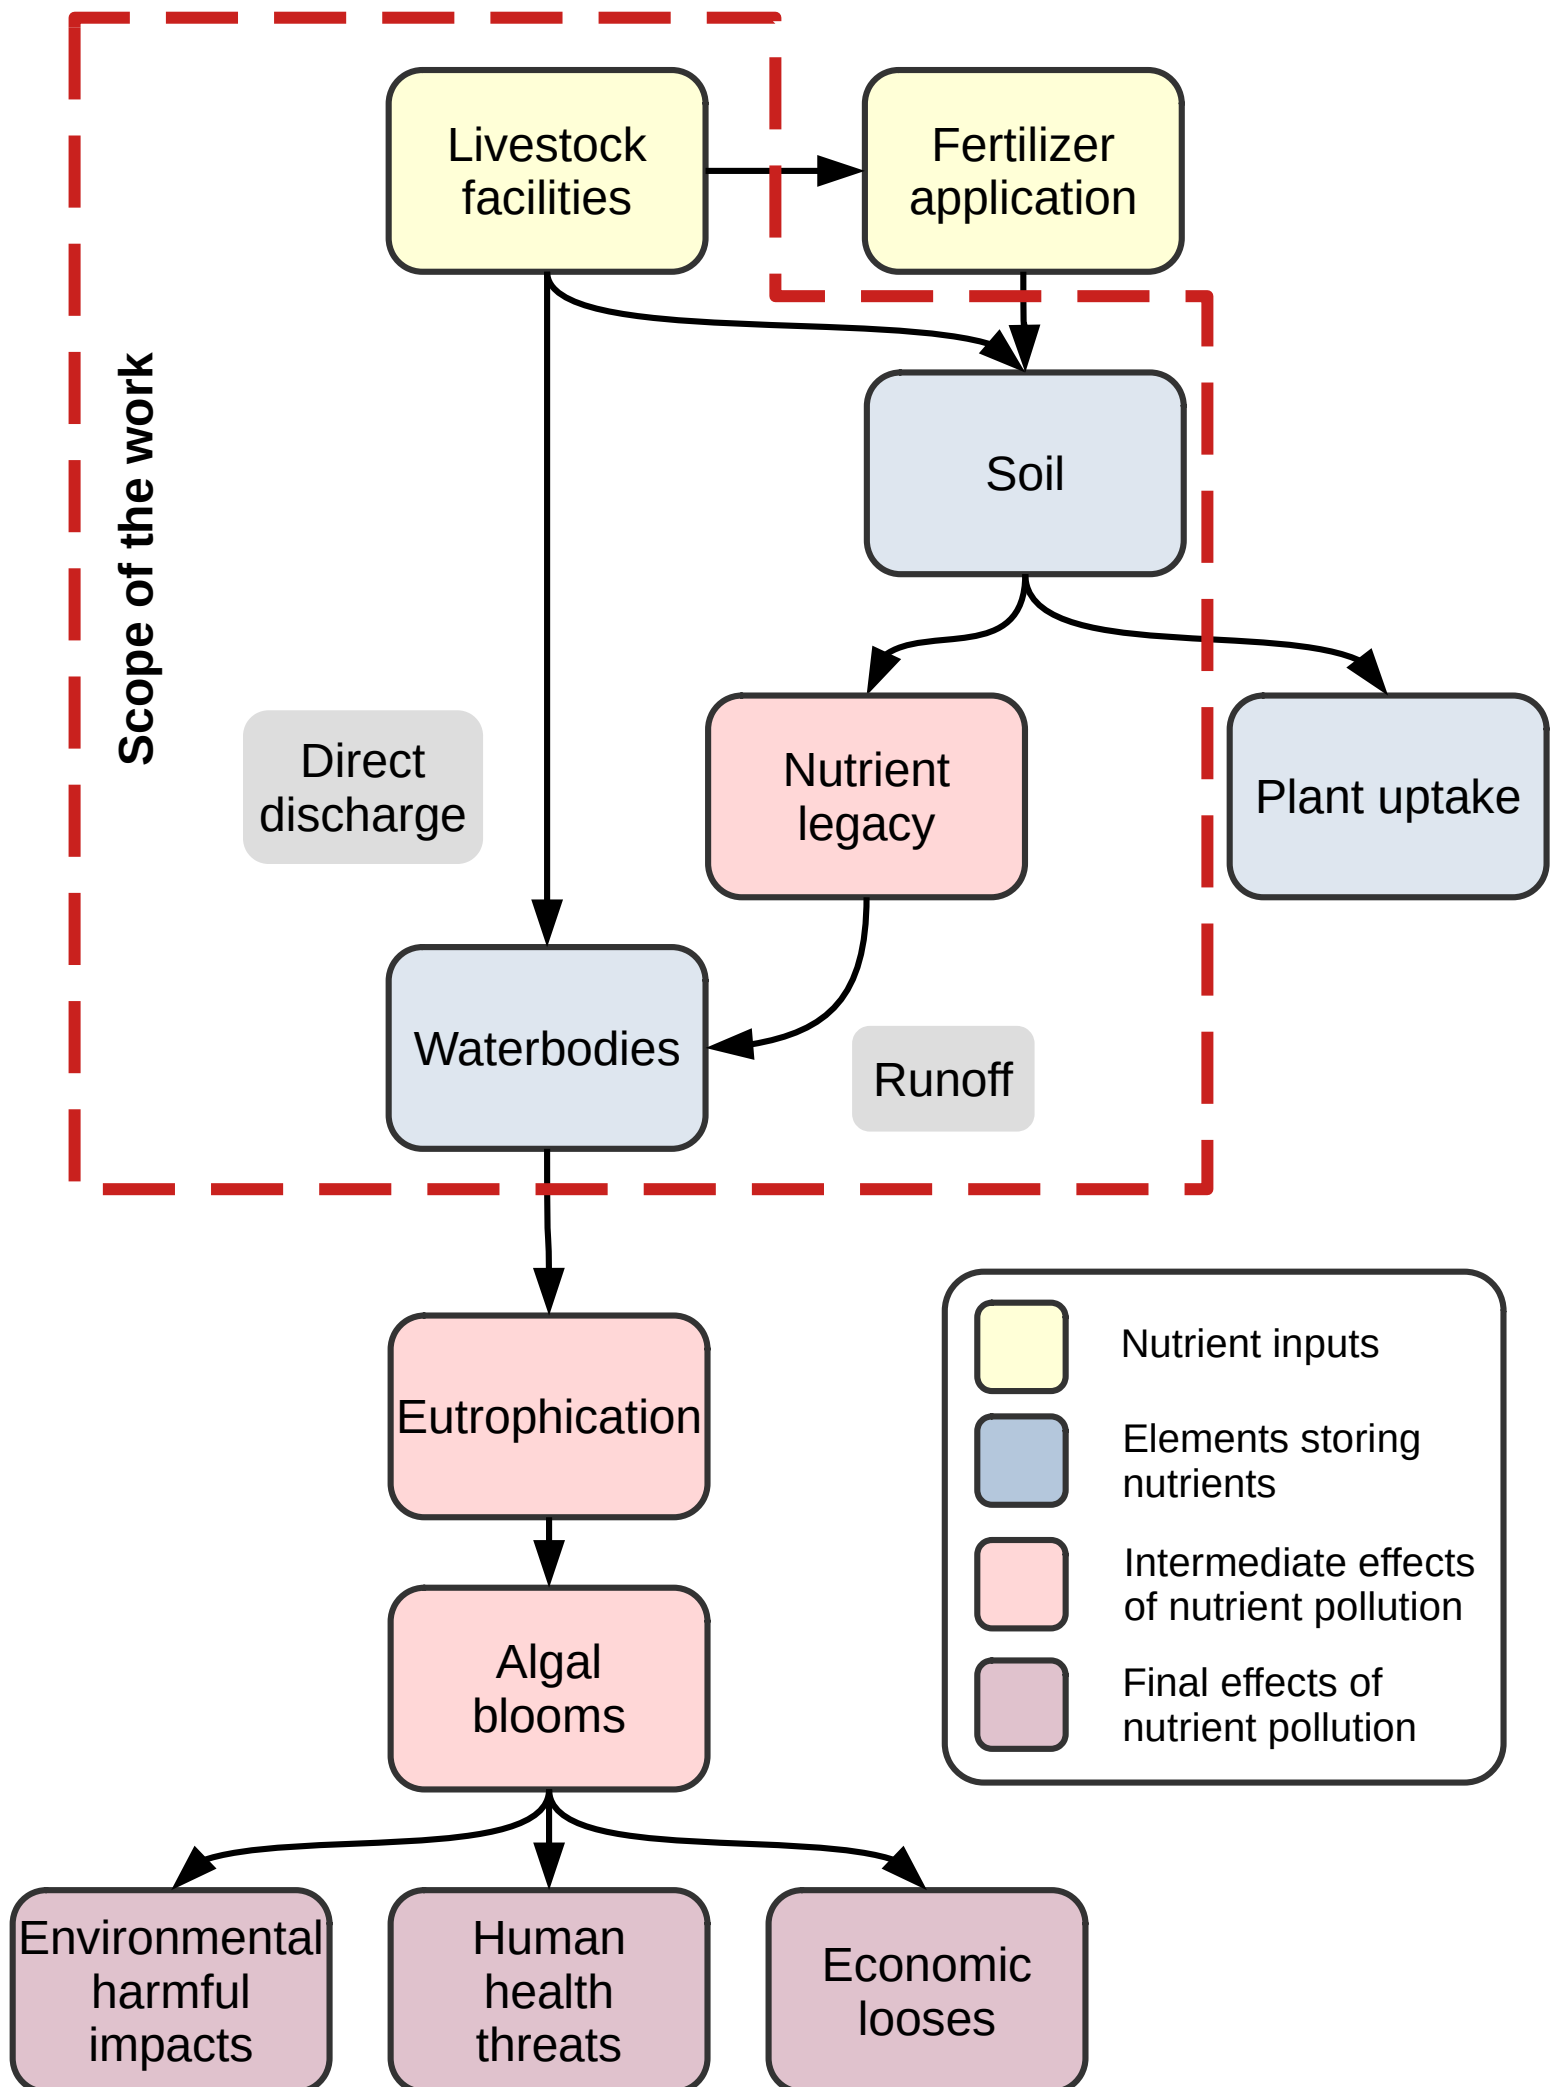 Livestock
facilities
Fertilizer
application
Scope of the work
Soil
Direct
discharge
Nutrient
legacy
Plant uptake
Waterbodies
Runoff
Eutrophication
Nutrient inputs
Elements storing
nutrients
Intermediate effects
of nutrient pollution
Final effects of
nutrient pollution
Algal
blooms
Environmental
harmful
impacts
Human
health
threats
Economic
looses